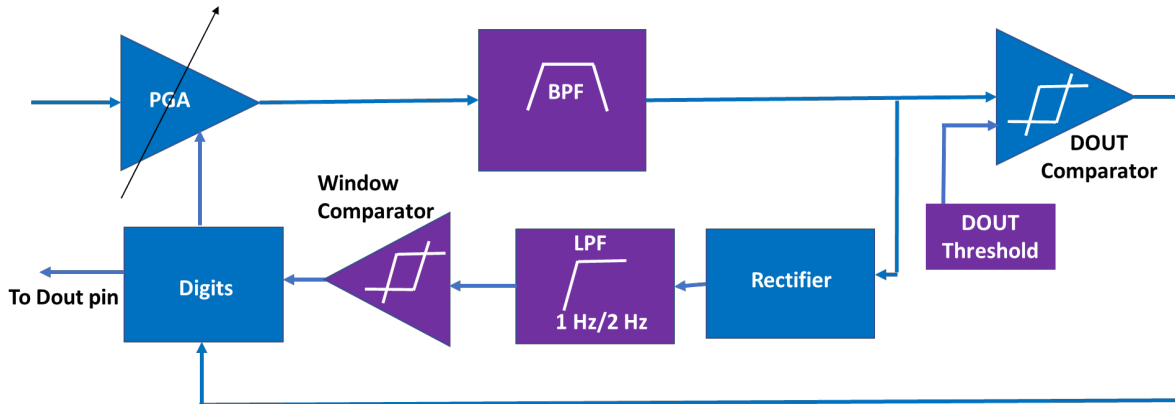 PGA
BPF
DOUT
Comparator
Window
Comparator
DOUT
Threshold
LPF
1 Hz/2 Hz
Rectifier
Digits
To Dout pin